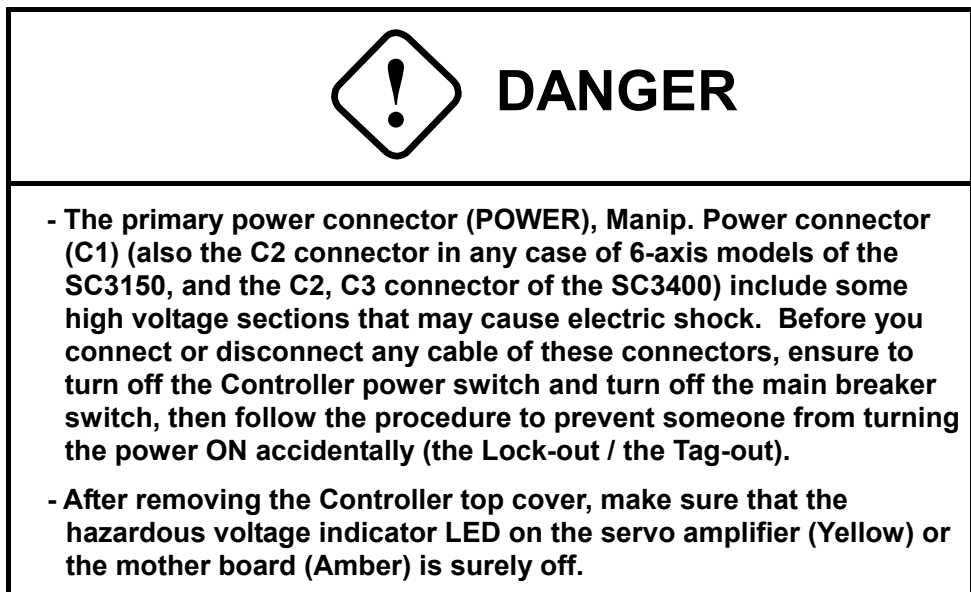 DANGER
- The primary power connector (POWER), Manip. Power connector
(C1) (also the C2 connector in any case of 6-axis models of the
SC3150, and the C2, C3 connector of the SC3400) include some
high voltage sections that may cause electric shock.  Before you
connect or disconnect any cable of these connectors, ensure to
turn off the Controller power switch and turn off the main breaker
switch, then follow the procedure to prevent someone from turning
the power ON accidentally (the Lock-out / the Tag-out).
- After removing the Controller top cover, make sure that the
hazardous voltage indicator LED on the servo amplifier (Yellow) or
the mother board (Amber) is surely off.